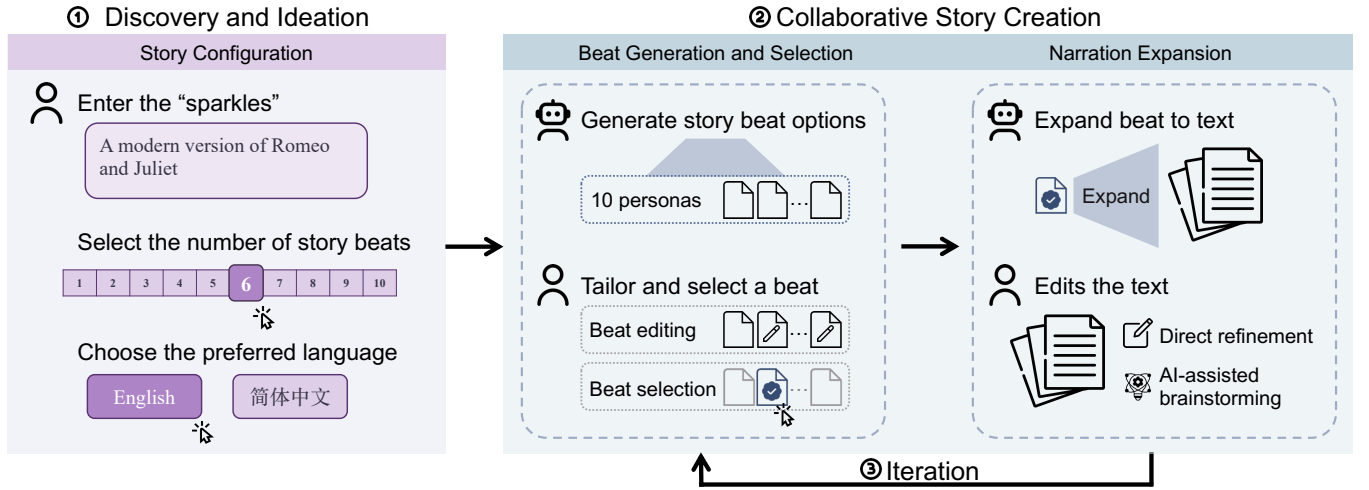 ① Discovery and Ideation
Story Configuration
Enter the “sparkles”
A modern version of Romeo
and Juliet
Select the number of story beats
1 2 3 4 5 6 7 8 9 10
Choose the preferred language
English 简体中文
② Collaborative Story Creation
Beat Generation and Selection
Generate story beat options
10 personas ...
Tailor and select a beat
Beat editing ...
Beat selection ...
Narration Expansion
Expand beat to text
Expand
Edits the text
Direct refinement
AI-assisted
brainstorming
③ Iteration